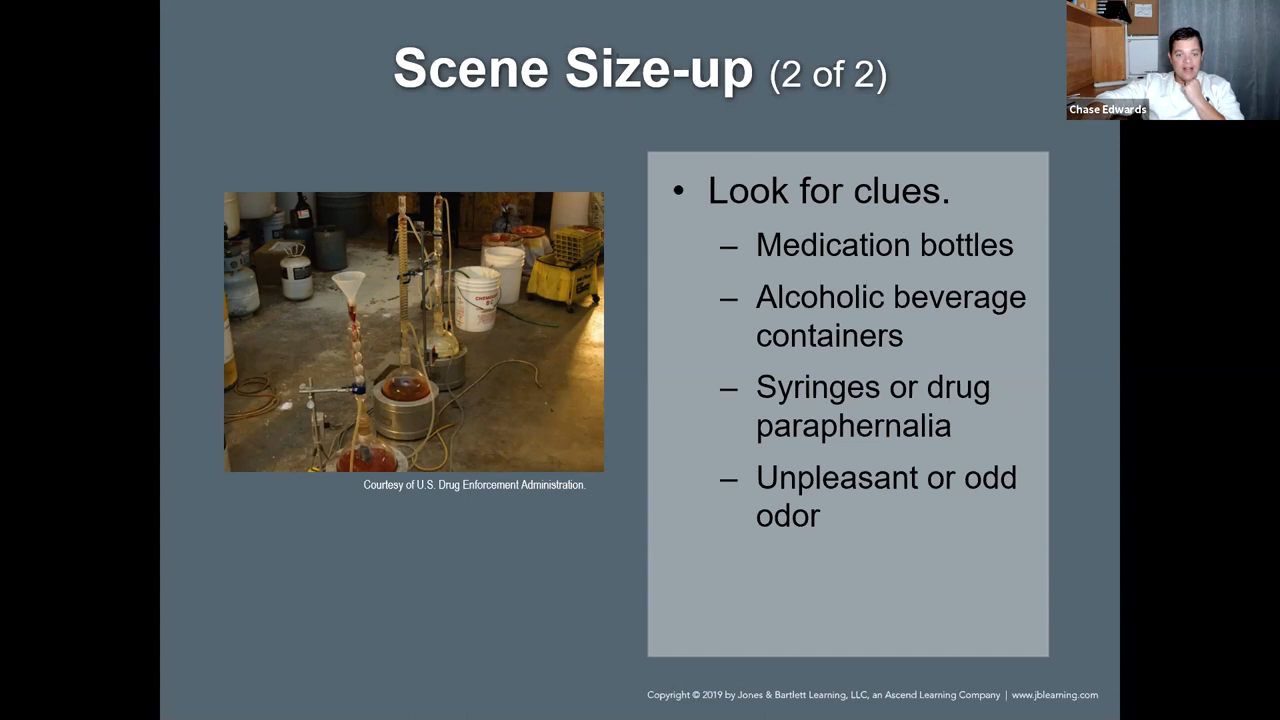 Scene Size-up (2 of 2)
Chase Edwards
• Look for clues.
– Medication bottles
– Alcoholic beverage
containers
– Syringes or drug
paraphernalia
– Unpleasant or odd
odor
Courtesy of U.S. Drug Enforcement Administration.
Copyright © 2019 by Jones & Bartlett Learning, LLC, an Ascend Learning Company | www.jblearning.com